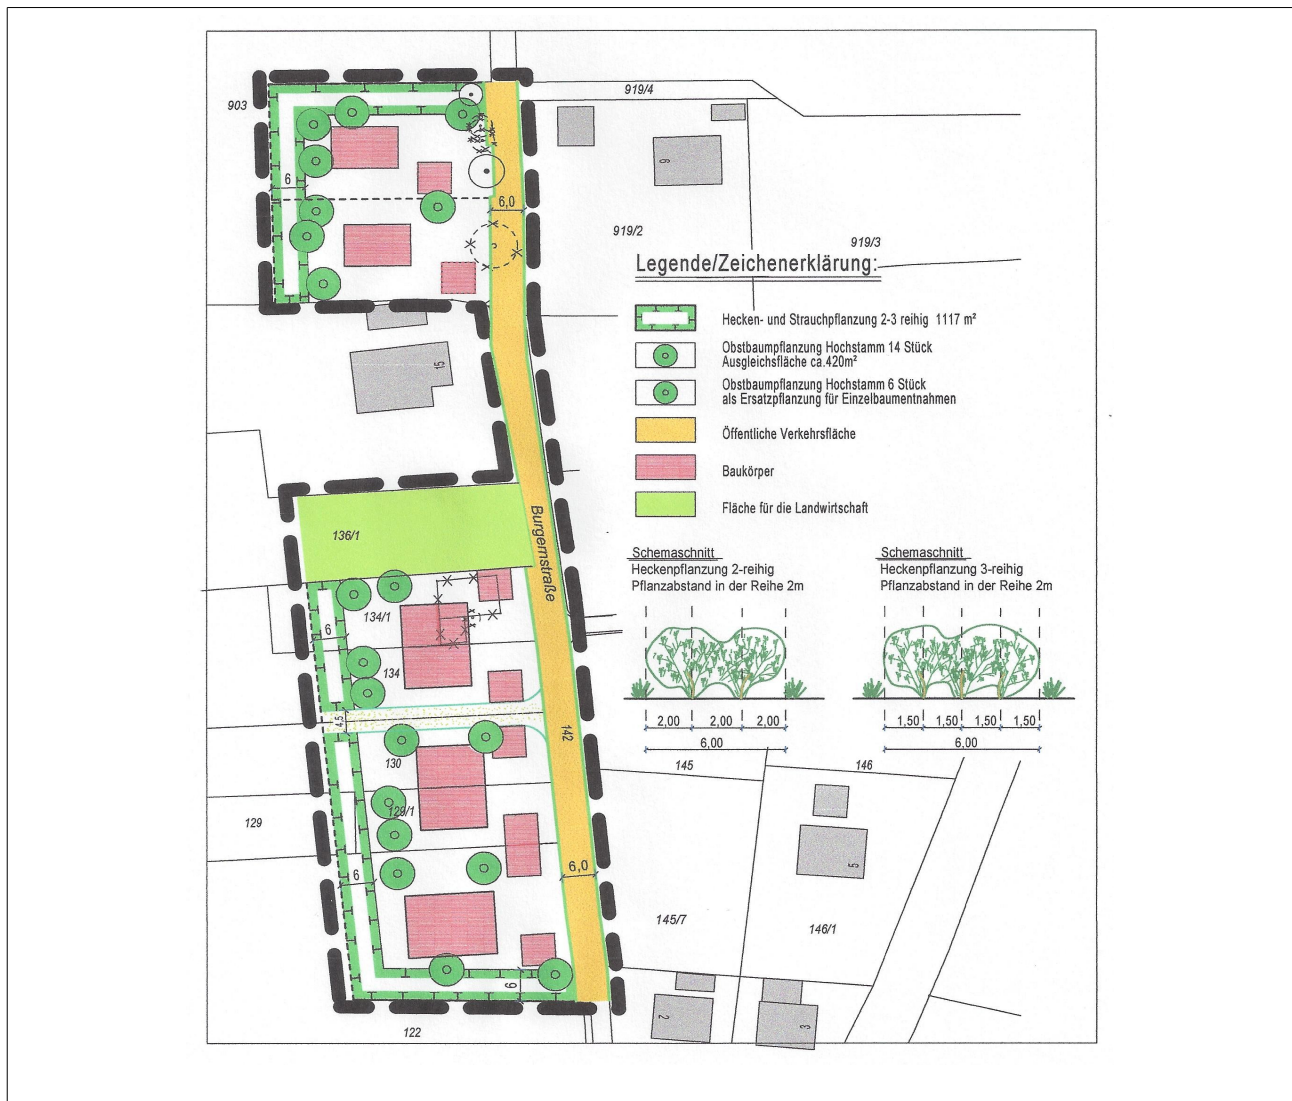 903
919/4
9
6
6,0
919/2
919/3
Legende/Zeichenerklärung:
Hecken- und Strauchpflanzung 2-3 reihig 1117 m²
Obstbaumpflanzung Hochstamm 14 Stück
Ausgleichsfläche ca.420m²
Obstbaumpflanzung Hochstamm 6 Stück
als Ersatzpflanzung für Einzelbaumentnahmen
Öffentliche Verkehrsfläche
Baukörper
Fläche für die Landwirtschaft
15
136/1
Burgernstraße
Schemaschnitt
Heckenpflanzung 2-reihig
Pflanzabstand in der Reihe 2m
Schemaschnitt
Heckenpflanzung 3-reihig
Pflanzabstand in der Reihe 2m
2,00 2,00 2,00
6,00
1,50 1,50 1,50 1,50
6,00
134/1
6
134
4,5
142
130
129/1
129
6
6,0
6
122
145
146
5
145/7
146/1
2
3